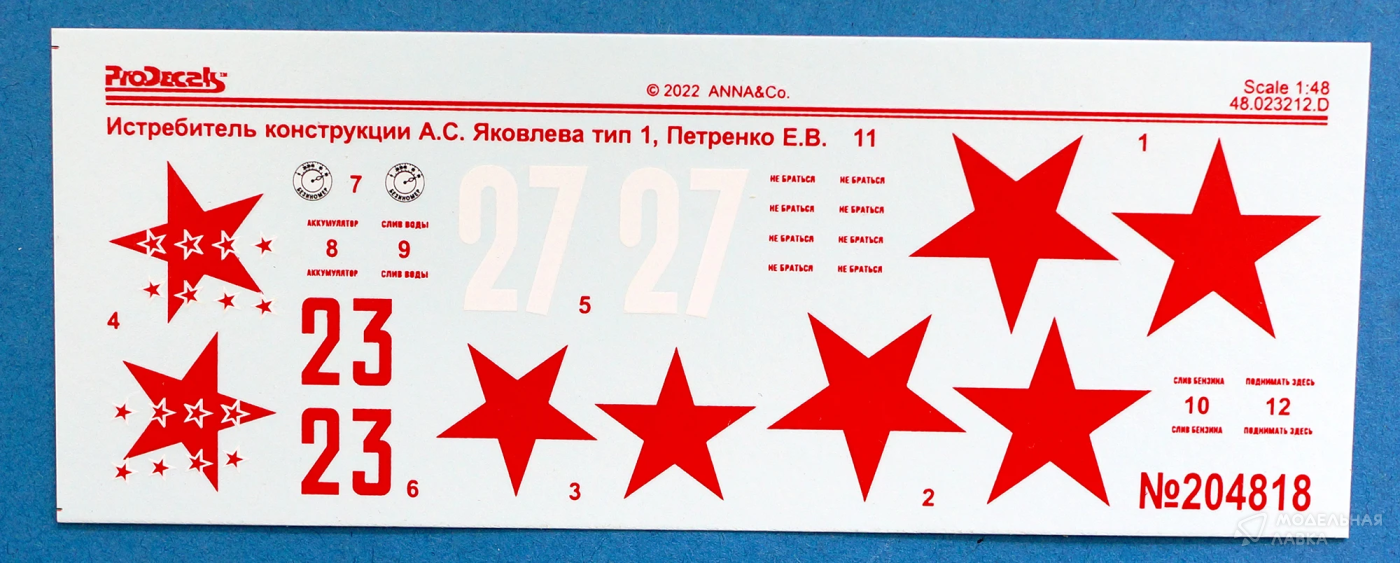 ProDecals™
© 2022 ANNA&Co.
Scale 1:48
48.023212.D
Истребитель конструкции А.С. Яковлева тип 1, Петренко Е.В. 11
1
7
БЕЗИНОМЕР
БЕЗИНОМЕР
АККУМУЛЯТОР
СЛИВ ВОДЫ
8
9
АККУМУЛЯТОР
СЛИВ ВОДЫ
27
27
5
НЕ БРАТЬСЯ
НЕ БРАТЬСЯ
НЕ БРАТЬСЯ
НЕ БРАТЬСЯ
НЕ БРАТЬСЯ
НЕ БРАТЬСЯ
НЕ БРАТЬСЯ
НЕ БРАТЬСЯ
4
23
23
6
3
2
СЛИВ БЕНЗИНА
ПОДНИМАТЬ ЗДЕСЬ
10
12
СЛИВ БЕНЗИНА
ПОДНИМАТЬ ЗДЕСЬ
№204818
МОДЕЛЬНАЯ
ЛАВКА